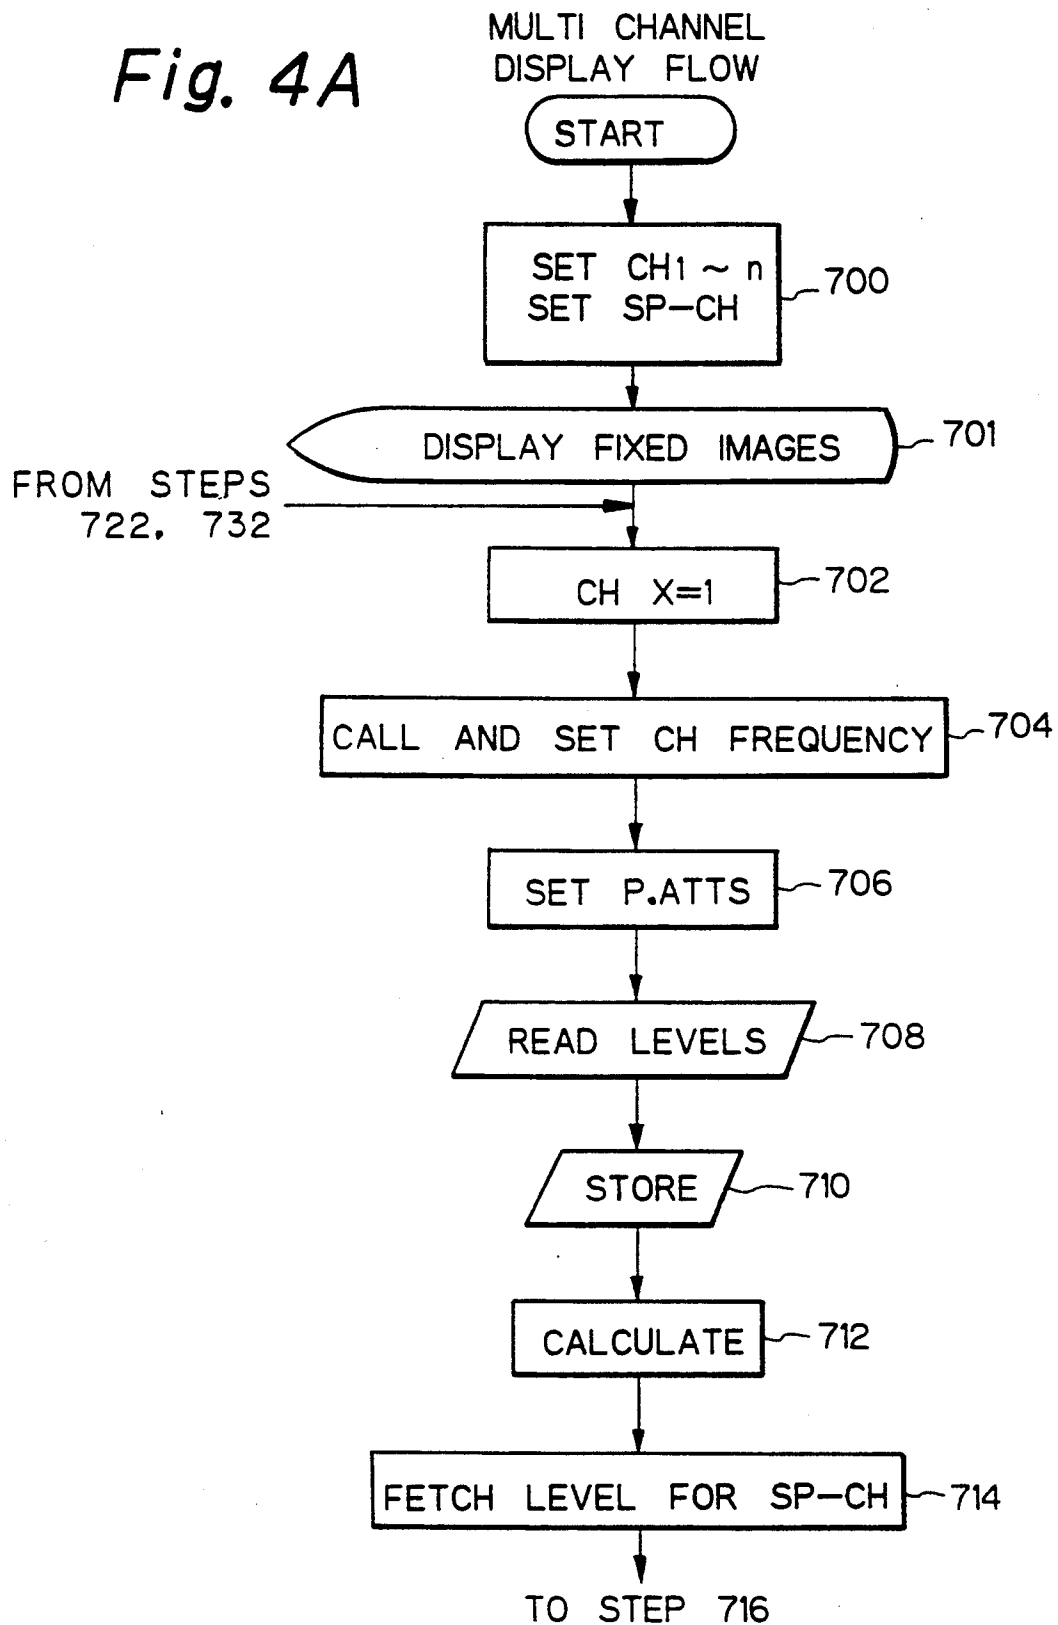 Fig. 4A
MULTI CHANNEL
DISPLAY FLOW
START
SET CH1 ~ n
SET SP-CH
700
DISPLAY FIXED IMAGES
701
FROM STEPS
722. 732
CH X=1
702
CALL AND SET CH FREQUENCY
704
SET P.ATTS
706
READ LEVELS
708
STORE
710
CALCULATE
712
FETCH LEVEL FOR SP-CH
714
TO STEP 716